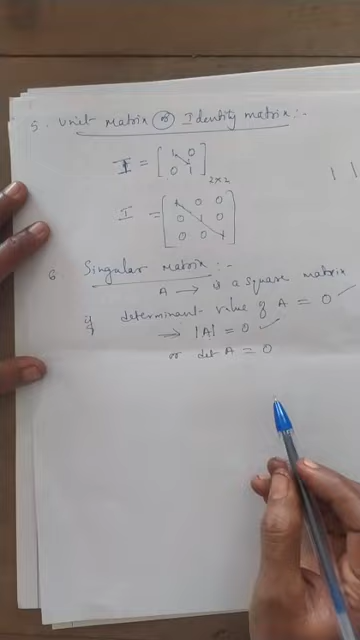 5. Unit Matrix or Identity matrix :-
I = [ 1 0
0 1 ] 2×2
I = [ 1 0 0
0 1 0
0 0 1 ]
6. Singular matrix :-
A → is a square matrix
if determinant value of A = 0
→ |A| = 0
or det A = 0